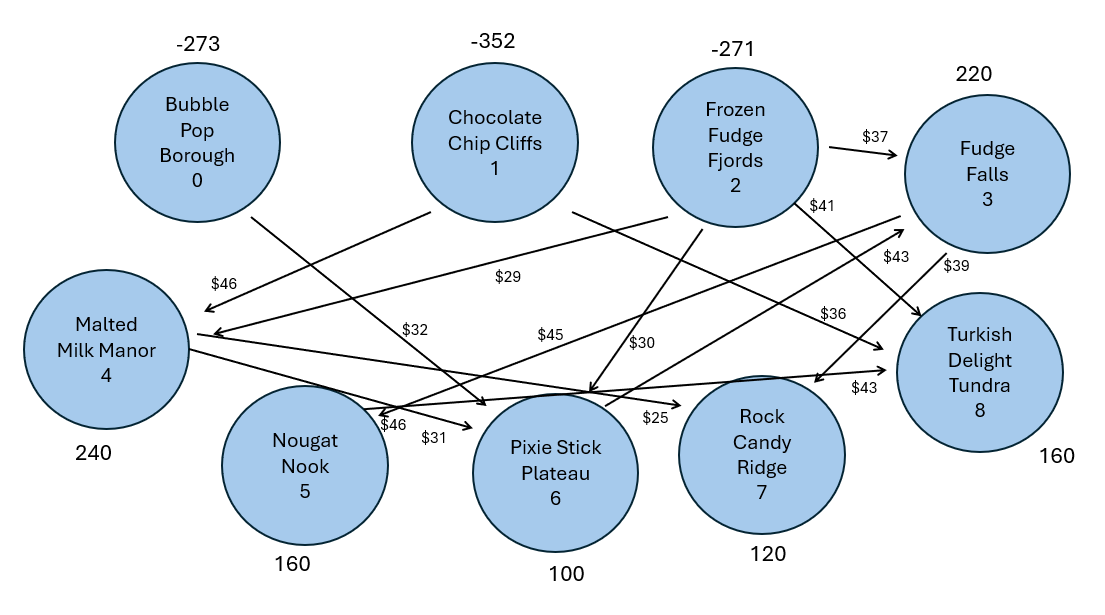 -273
-352
-271
220
Bubble
Pop
Borough
0
Chocolate
Chip Cliffs
1
Frozen
Fudge
Fjords
2
$37
Fudge
Falls
3
$41
$46
$29
$43
$39
$32
$45
$30
$36
Malted
Milk Manor
4
Turkish
Delight
Tundra
8
$43
$46
$31
$25
240
Nougat
Nook
5
Pixie Stick
Plateau
6
Rock
Candy
Ridge
7
160
160
100
120